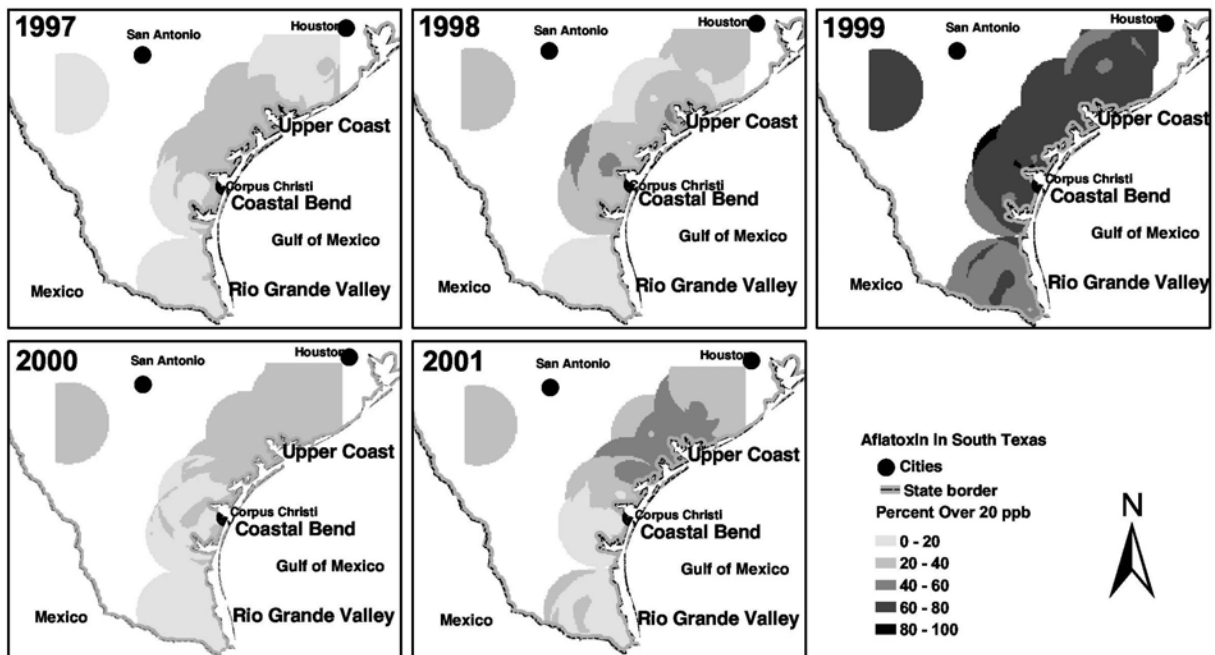 1997
San Antonio
Houston
Upper Coast
Corpus Christi
Coastal Bend
Gulf of Mexico
Mexico
Rio Grande Valley
1998
San Antonio
Houston
Upper Coast
Corpus Christi
Coastal Bend
Gulf of Mexico
Mexico
Rio Grande Valley
1999
San Antonio
Houston
Upper Coast
Corpus Christi
Coastal Bend
Gulf of Mexico
Mexico
Rio Grande Valley
2000
San Antonio
Houston
Upper Coast
Corpus Christi
Coastal Bend
Gulf of Mexico
Mexico
Rio Grande Valley
2001
San Antonio
Houston
Upper Coast
Corpus Christi
Coastal Bend
Gulf of Mexico
Mexico
Rio Grande Valley
Aflatoxin in South Texas
Cities
State border
Percent Over 20 ppb
0 - 20
20 - 40
40 - 60
60 - 80
80 - 100
N